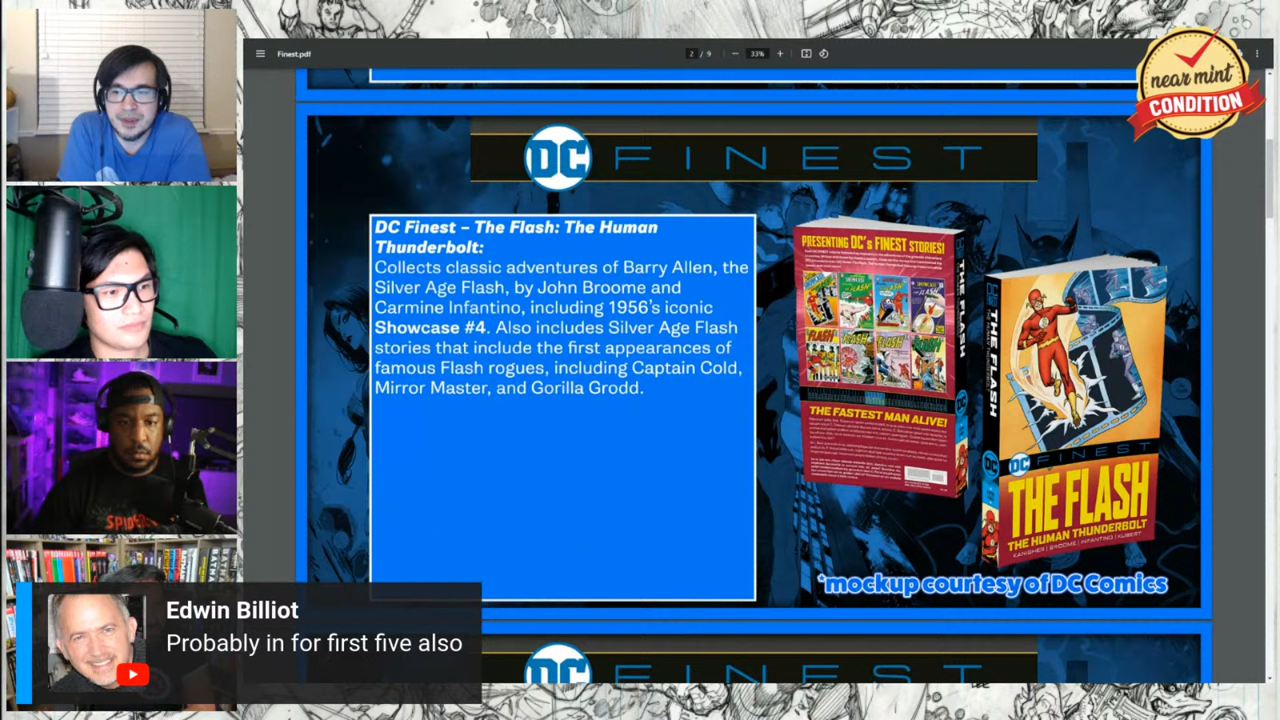 Finest.pdf
2 / 9
33%
near mint
CONDITION
DC FINEST
DC Finest – The Flash: The Human
Thunderbolt:
Collects classic adventures of Barry Allen, the
Silver Age Flash, by John Broome and
Carmine Infantino, including 1956's iconic
Showcase #4. Also includes Silver Age Flash
stories that include the first appearances of
famous Flash rogues, including Captain Cold,
Mirror Master, and Gorilla Grodd.
PRESENTING DC's FINEST STORIES!
THE FASTEST MAN ALIVE!
THE FLASH
THE FLASH
DC FINEST
THE FLASH
THE HUMAN THUNDERBOLT
KANIGHER | BROOME | INFANTINO | KUBERT
*mockup courtesy of DC Comics
SPID
Edwin Billiot
Probably in for first five also
DC FINEST